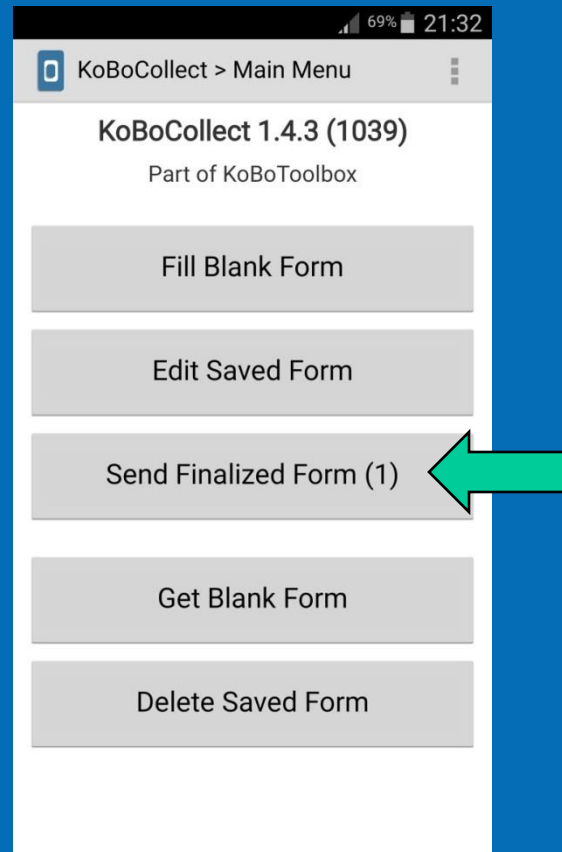 69% 21:32
KoBoCollect > Main Menu
KoBoCollect 1.4.3 (1039)
Part of KoBoToolbox
Fill Blank Form
Edit Saved Form
Send Finalized Form (1)
Get Blank Form
Delete Saved Form